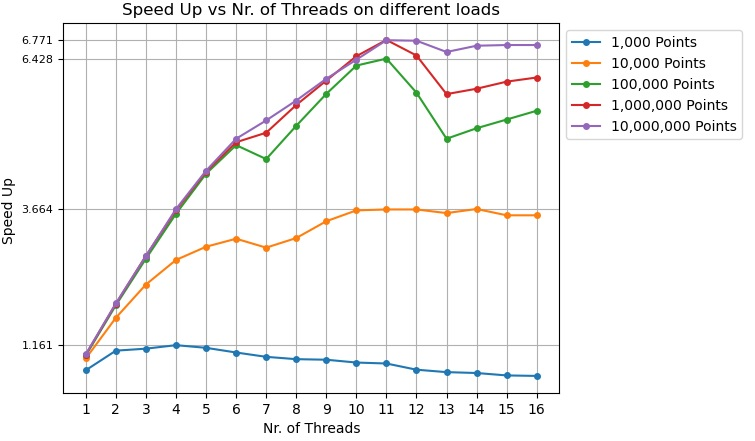 Speed Up vs Nr. of Threads on different loads
6.771
6.428
3.664
1.161
Speed Up
1 2 3 4 5 6 7 8 9 10 11 12 13 14 15 16
Nr. of Threads
1,000 Points
10,000 Points
100,000 Points
1,000,000 Points
10,000,000 Points